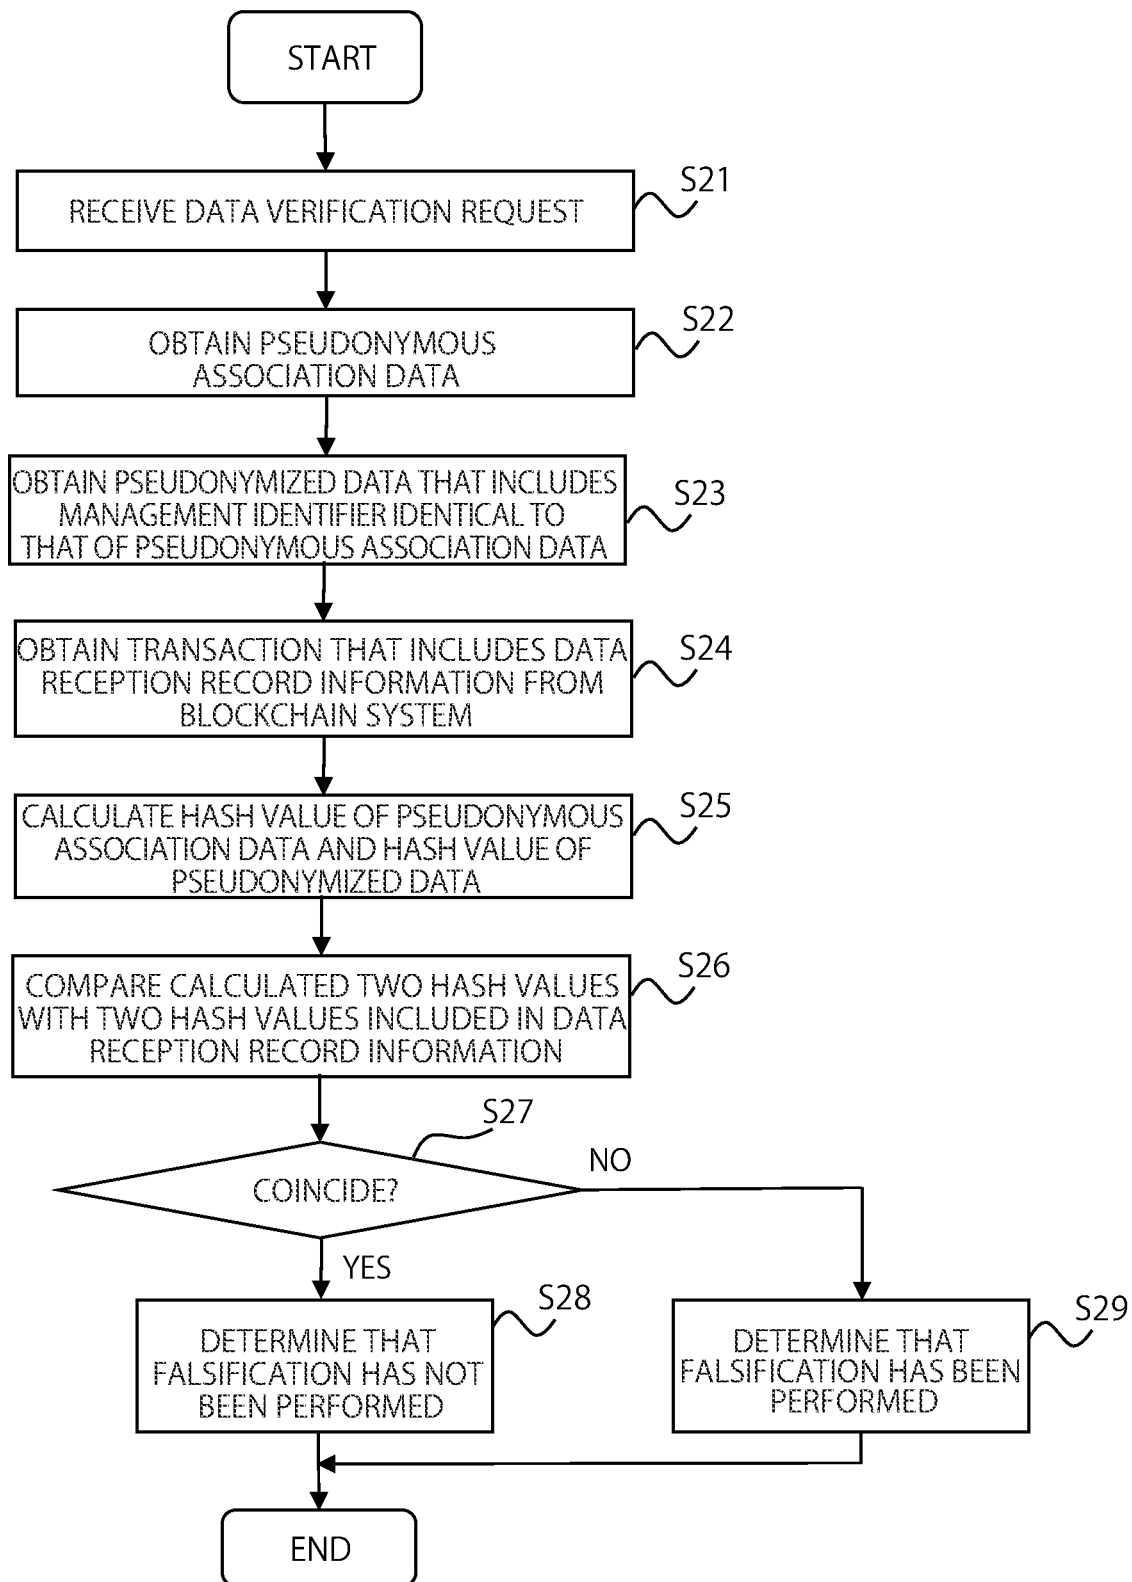 START
S21
RECEIVE DATA VERIFICATION REQUEST
S22
OBTAIN PSEUDONYMOUS
ASSOCIATION DATA
S23
OBTAIN PSEUDONYMIZED DATA THAT INCLUDES
MANAGEMENT IDENTIFIER IDENTICAL TO
THAT OF PSEUDONYMOUS ASSOCIATION DATA
S24
OBTAIN TRANSACTION THAT INCLUDES DATA
RECEPTION RECORD INFORMATION FROM
BLOCKCHAIN SYSTEM
S25
CALCULATE HASH VALUE OF PSEUDONYMOUS
ASSOCIATION DATA AND HASH VALUE OF
PSEUDONYMIZED DATA
S26
COMPARE CALCULATED TWO HASH VALUES
WITH TWO HASH VALUES INCLUDED IN DATA
RECEPTION RECORD INFORMATION
S27
COINCIDE?
NO
YES
S28
DETERMINE THAT
FALSIFICATION HAS NOT
BEEN PERFORMED
S29
DETERMINE THAT
FALSIFICATION HAS BEEN
PERFORMED
END